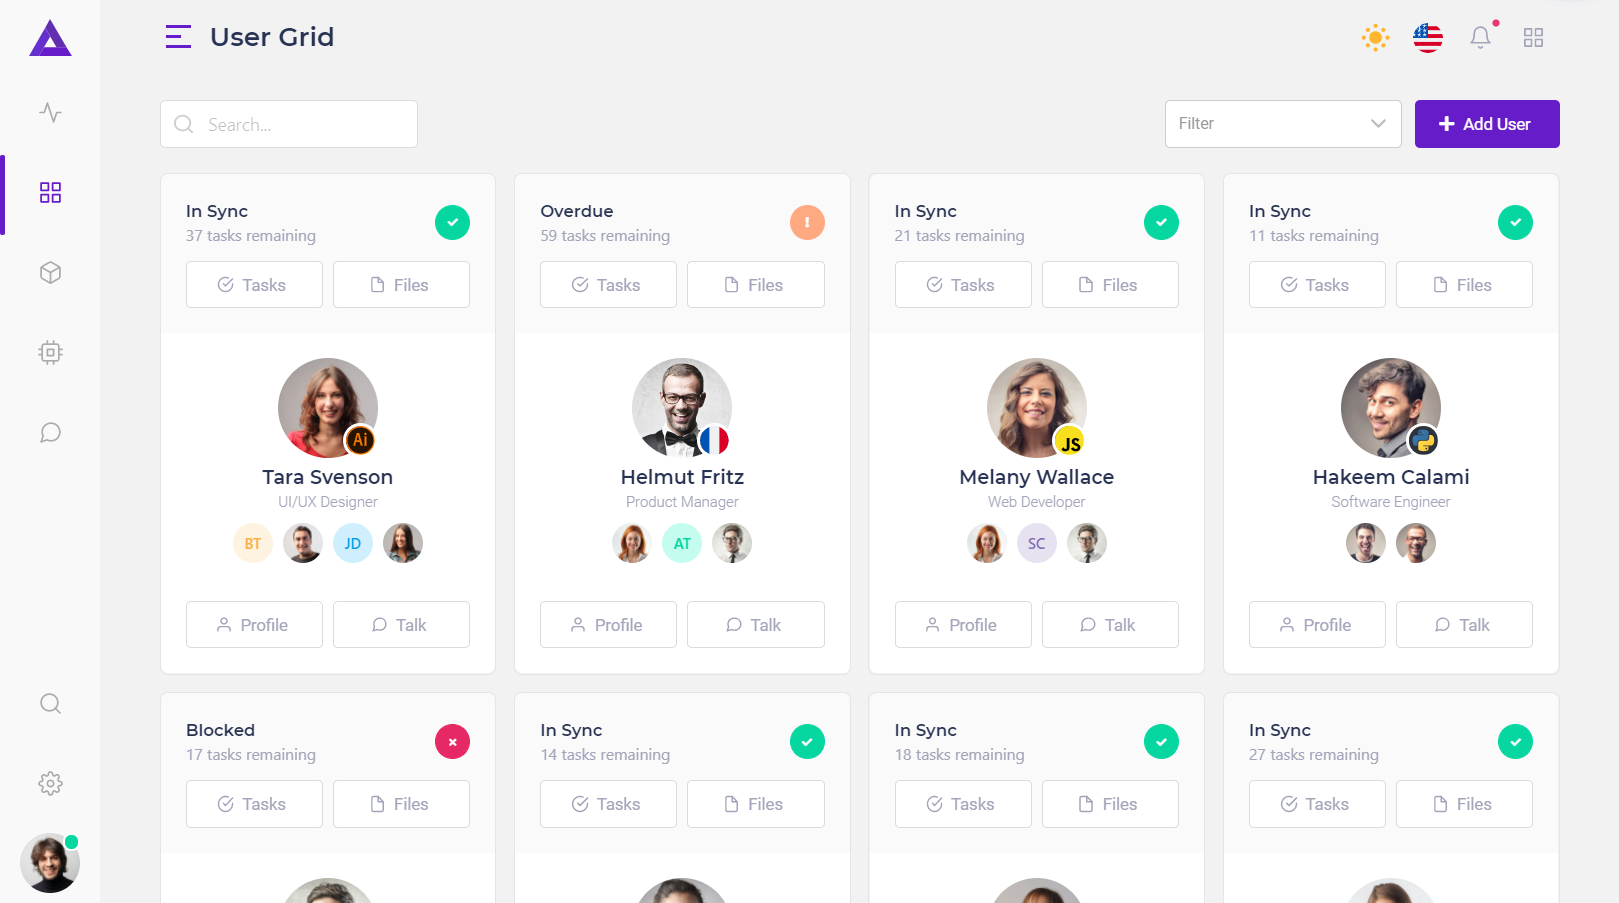 User Grid
Search...
Filter
Add User
In Sync
37 tasks remaining
Tasks
Files
Ai
Tara Svenson
UI/UX Designer
BT
JD
Profile
Talk
Overdue
59 tasks remaining
Tasks
Files
Helmut Fritz
Product Manager
AT
Profile
Talk
In Sync
21 tasks remaining
Tasks
Files
JS
Melany Wallace
Web Developer
SC
Profile
Talk
In Sync
11 tasks remaining
Tasks
Files
Hakeem Calami
Software Engineer
Profile
Talk
Blocked
17 tasks remaining
Tasks
Files
In Sync
14 tasks remaining
Tasks
Files
In Sync
18 tasks remaining
Tasks
Files
In Sync
27 tasks remaining
Tasks
Files